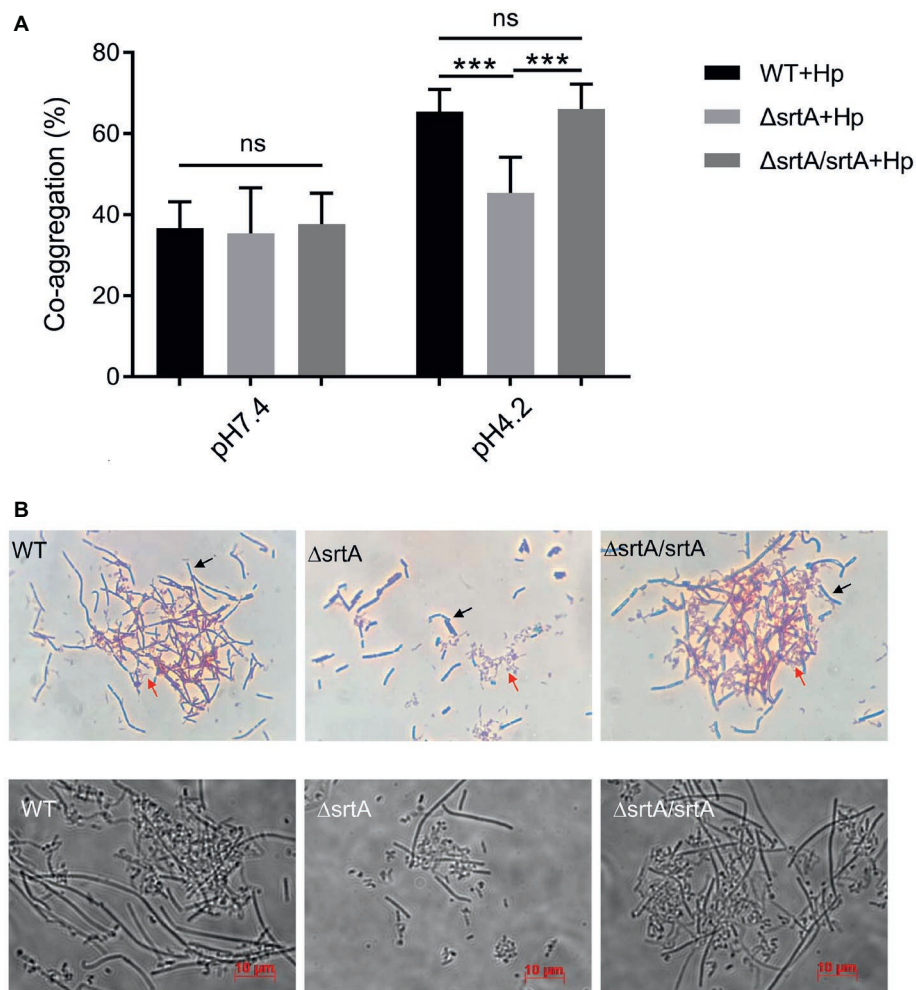 A
ns
ns
*** ***
80
60
40
20
0
Co-aggregation (%)
pH7.4
pH4.2
WT+Hp
ΔsrtA+Hp
ΔsrtA/srtA+Hp
B
WT
ΔsrtA
ΔsrtA/srtA
WT
ΔsrtA
ΔsrtA/srtA
10 µm
10 µm
10 µm